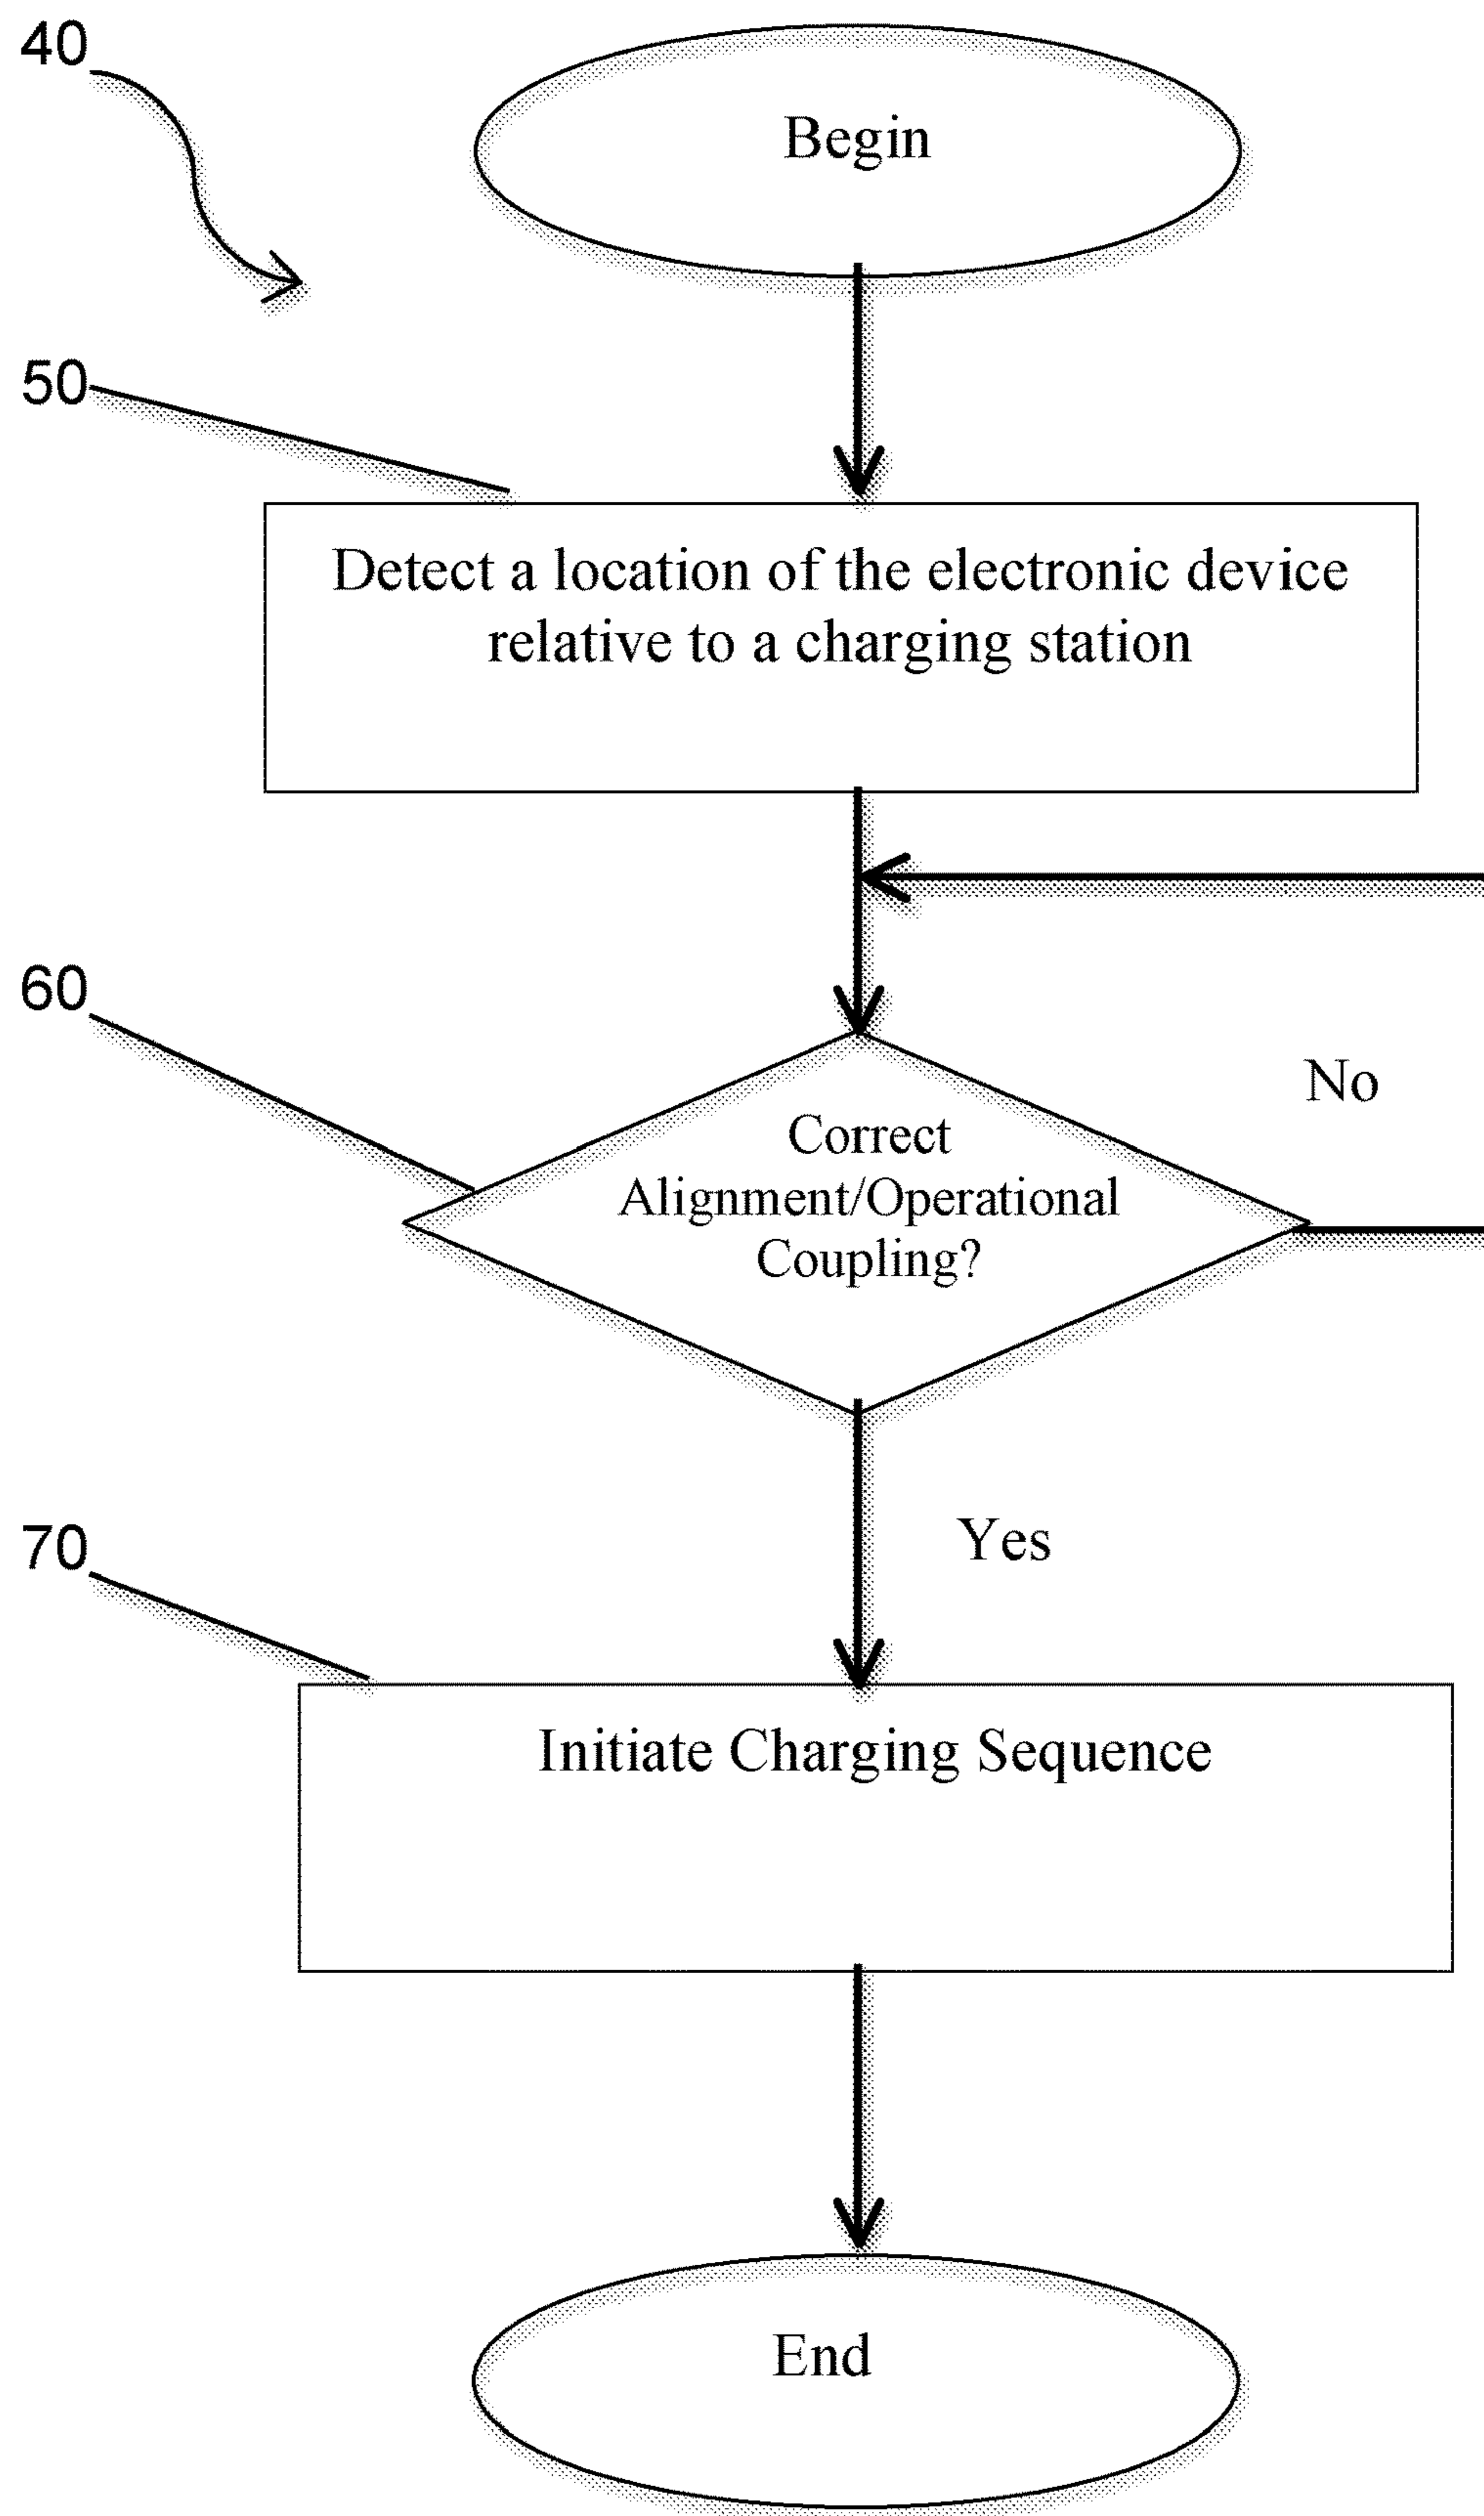 40
Begin
50
Detect a location of the electronic device
relative to a charging station
60
No
Correct
Alignment/Operational
Coupling?
70
Yes
Initiate Charging Sequence
End